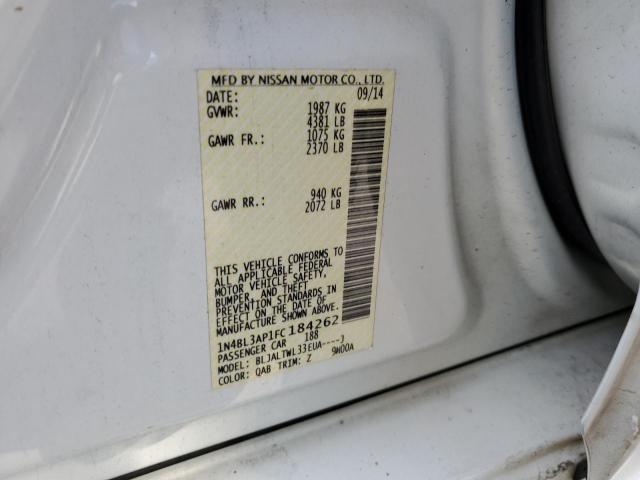 MFD BY NISSAN MOTOR CO., LTD.
DATE: 09/14
GVWR: 1987 KG
4381 LB
GAWR FR.: 1075 KG
2370 LB
GAWR RR.: 940 KG
2072 LB
THIS VEHICLE CONFORMS TO
ALL APPLICABLE FEDERAL
MOTOR VEHICLE SAFETY,
BUMPER, AND THEFT
PREVENTION STANDARDS IN
EFFECT ON THE DATE OF
MANUFACTURE SHOWN ABOVE.
1N4BL3AP1FC184262
PASSENGER CAR 188
MODEL: BLJALTWL33EUA----J
COLOR: QAB TRIM: Z 9H00A